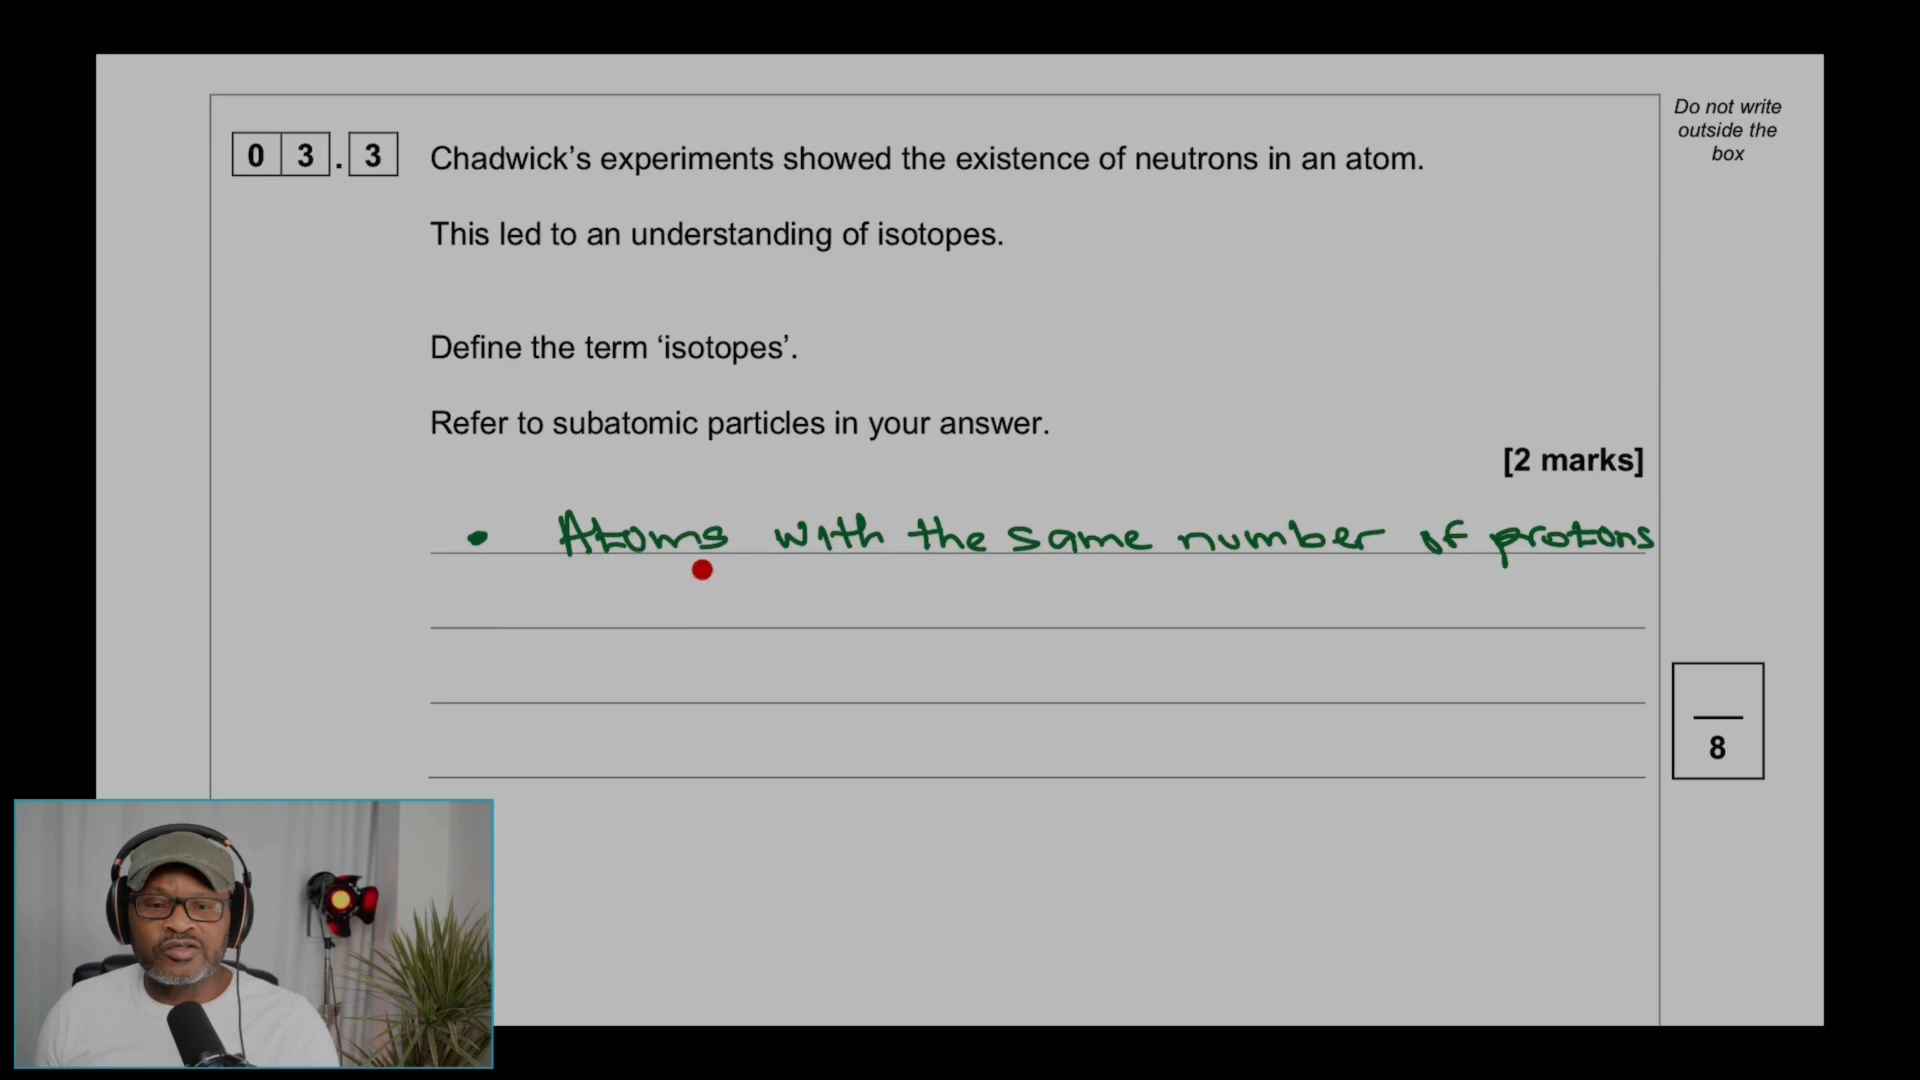 Do not write
outside the
box
0 3 . 3 Chadwick’s experiments showed the existence of neutrons in an atom.
This led to an understanding of isotopes.
Define the term ‘isotopes’.
Refer to subatomic particles in your answer.
[2 marks]
• Atoms with the same number of protons
8